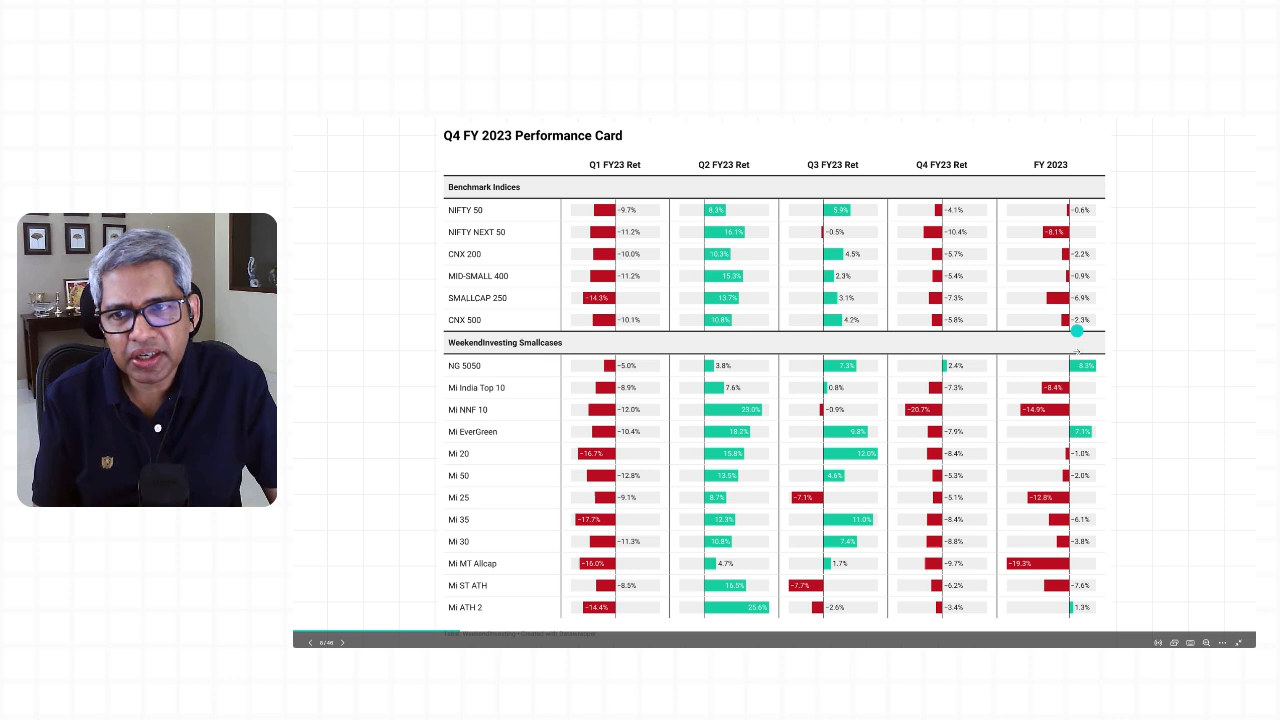 Q4 FY 2023 Performance Card
Q1 FY23 Ret Q2 FY23 Ret Q3 FY23 Ret Q4 FY23 Ret FY 2023
Benchmark Indices
NIFTY 50 −9.7% 8.3% 5.9% −4.1% −0.6%
NIFTY NEXT 50 −11.2% 16.1% −0.5% −10.4% −8.1%
CNX 200 −10.0% 10.3% 4.5% −5.7% −2.2%
MID-SMALL 400 −11.2% 15.3% 2.3% −5.4% −0.9%
SMALLCAP 250 −14.3% 13.7% 3.1% −7.3% −6.9%
CNX 500 −10.1% 10.8% 4.2% −5.8% −2.3%
WeekendInvesting Smallcases
NG 5050 −5.0% 3.8% 7.3% 2.4% 8.3%
Mi India Top 10 −8.9% 7.6% 0.8% −7.3% −8.4%
Mi NNF 10 −12.0% 23.0% −0.9% −20.7% −14.9%
Mi EverGreen −10.4% 18.2% 9.8% −7.9% 7.1%
Mi 20 −16.7% 15.8% 12.0% −8.4% −1.0%
Mi 50 −12.8% 13.5% 4.6% −5.3% −2.0%
Mi 25 −9.1% 8.7% −7.1% −5.1% −12.8%
Mi 35 −17.7% 12.3% 11.0% −8.4% −6.1%
Mi 30 −11.3% 10.8% 7.4% −8.8% −3.8%
Mi MT Allcap −16.0% 4.7% 1.7% −9.7% −19.3%
Mi ST ATH −8.5% 16.5% −7.7% −6.2% −7.6%
Mi ATH 2 −14.4% 25.6% −2.6% −3.4% 1.3%
WeekendInvesting • Created with Datawrapper